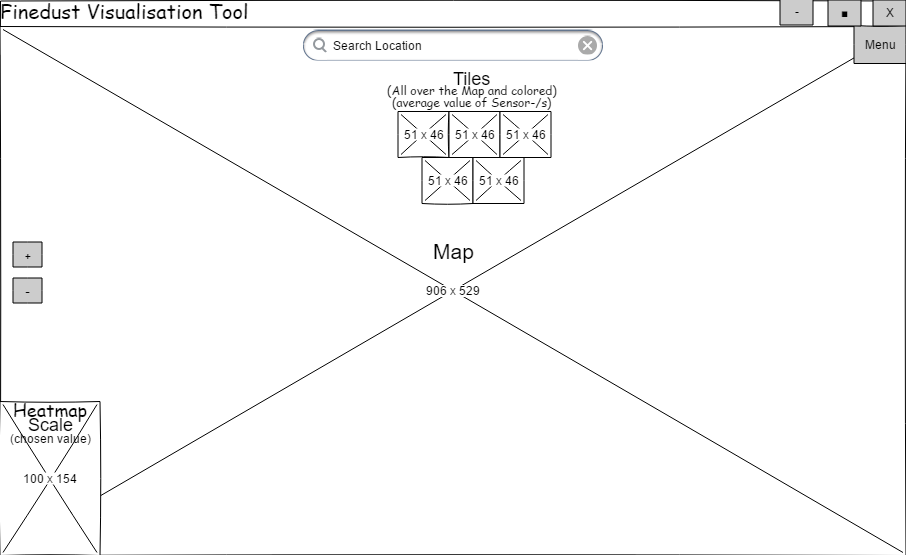 Finedust Visualisation Tool
- ■ X
Search Location
Menu
Tiles
(All over the Map and colored)
(average value of Sensor-/s)
51 x 46 51 x 46 51 x 46
51 x 46 51 x 46
+
Map
-
906 x 529
Heatmap
Scale
(chosen value)
100 x 154